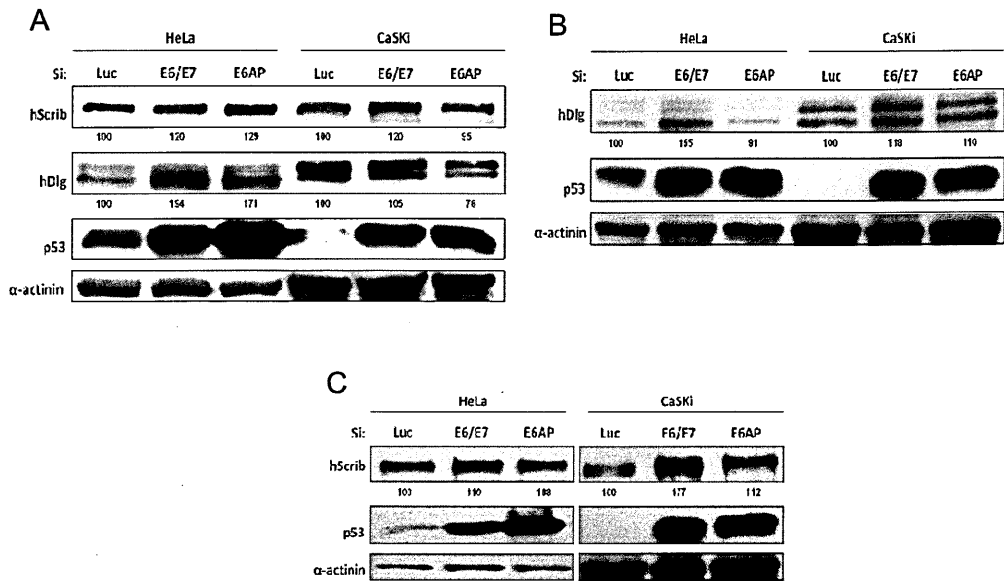 A
HeLa CaSKi
Si: Luc E6/E7 E6AP Luc E6/E7 E6AP
hScrib
100 120 129 100 120 95
hDlg
100 154 171 100 105 76
p53
α-actinin
B
HeLa CaSKi
Si: Luc E6/E7 E6AP Luc E6/E7 E6AP
hDlg
100 155 91 100 118 110
p53
α-actinin
C
HeLa CaSKi
Si: Luc E6/E7 E6AP Luc E6/E7 E6AP
hScrib
100 110 100 177 112
p53
α-actinin